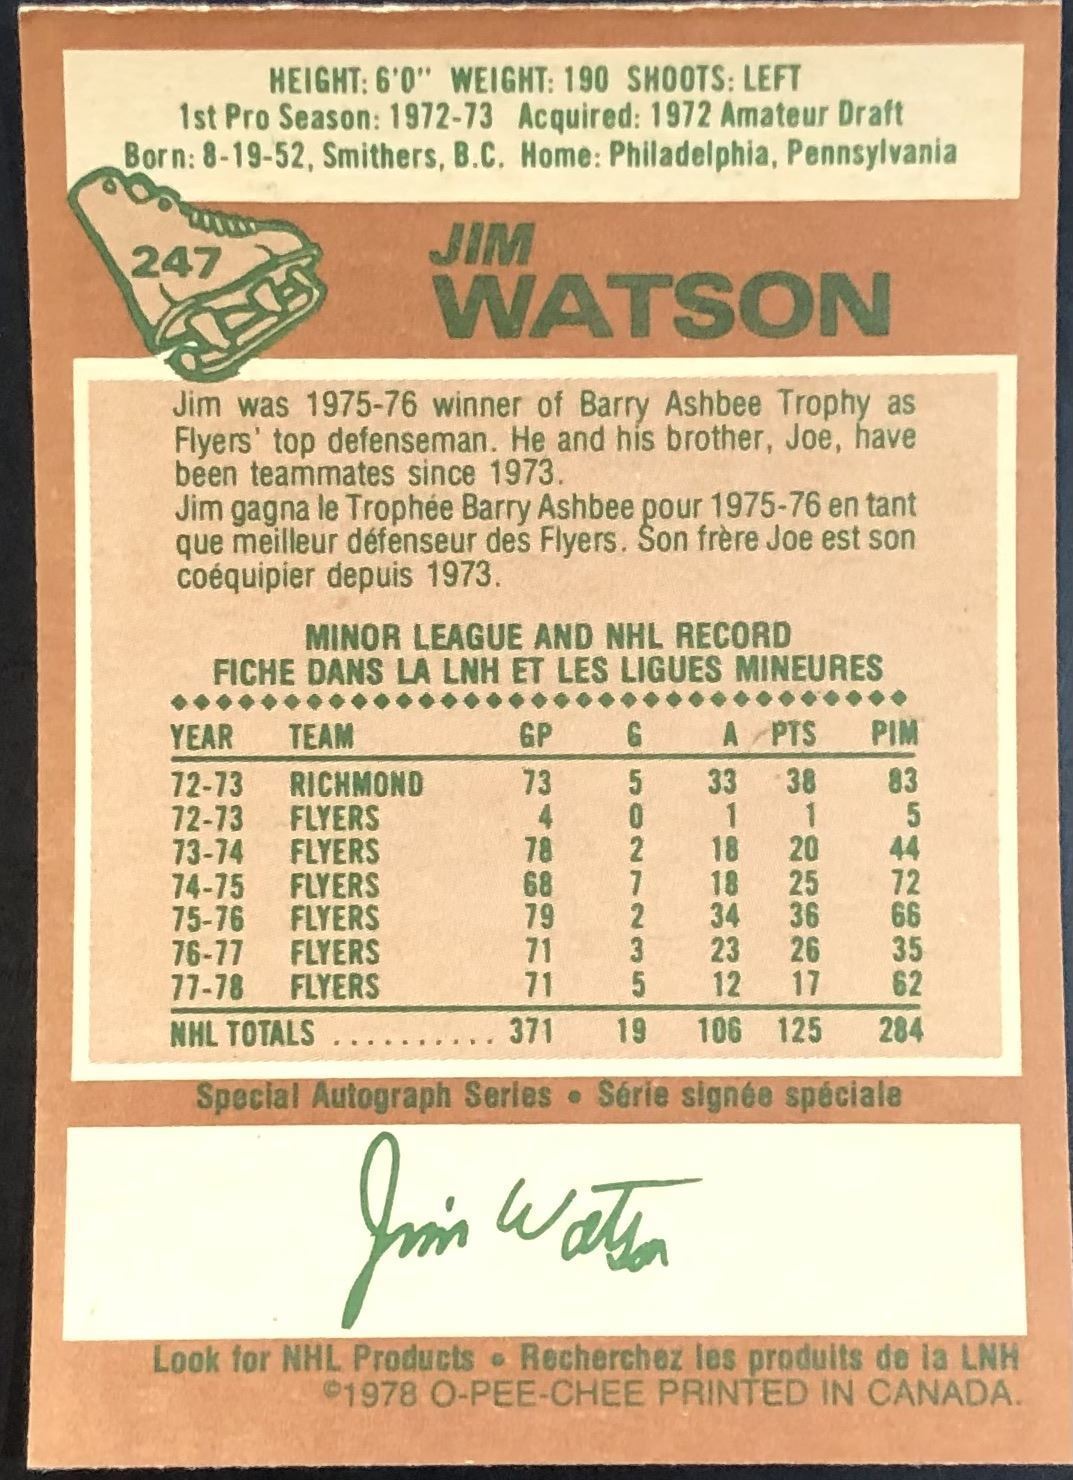 HEIGHT: 6'0" WEIGHT: 190 SHOOTS: LEFT
1st Pro Season: 1972-73 Acquired: 1972 Amateur Draft
Born: 8-19-52, Smithers, B.C. Home: Philadelphia, Pennsylvania
247
JIM
WATSON
Jim was 1975-76 winner of Barry Ashbee Trophy as
Flyers' top defenseman. He and his brother, Joe, have
been teammates since 1973.
Jim gagna le Trophée Barry Ashbee pour 1975-76 en tant
que meilleur défenseur des Flyers. Son frère Joe est son
coéquipier depuis 1973.
MINOR LEAGUE AND NHL RECORD
FICHE DANS LA LNH ET LES LIGUES MINEURES
YEAR TEAM GP G A PTS PIM
72-73 RICHMOND 73 5 33 38 83
72-73 FLYERS 4 0 1 1 5
73-74 FLYERS 78 2 18 20 44
74-75 FLYERS 68 7 18 25 72
75-76 FLYERS 79 2 34 36 66
76-77 FLYERS 71 3 23 26 35
77-78 FLYERS 71 5 12 17 62
NHL TOTALS .......... 371 19 106 125 284
Special Autograph Series • Série signée spéciale
Jim Watson
Look for NHL Products • Recherchez les produits de la LNH
©1978 O-PEE-CHEE PRINTED IN CANADA.